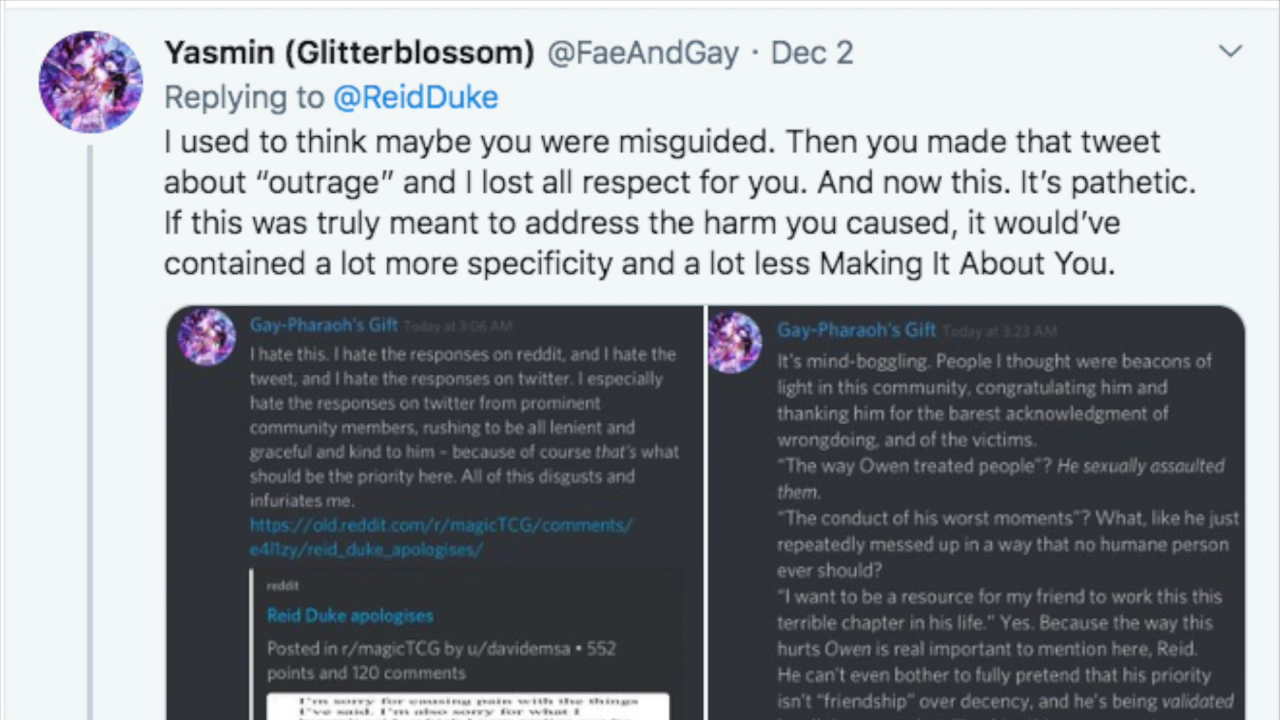 Yasmin (Glitterblossom) @FaeAndGay · Dec 2
Replying to @ReidDuke
I used to think maybe you were misguided. Then you made that tweet
about “outrage” and I lost all respect for you. And now this. It’s pathetic.
If this was truly meant to address the harm you caused, it would’ve
contained a lot more specificity and a lot less Making It About You.
Gay-Pharaoh's Gift Today at 3:06 AM
I hate this. I hate the responses on reddit, and I hate the
tweet, and I hate the responses on twitter. I especially
hate the responses on twitter from prominent
community members, rushing to be all lenient and
graceful and kind to him – because of course that's what
should be the priority here. All of this disgusts and
infuriates me.
https://old.reddit.com/r/magicTCG/comments/
e4l1zy/reid_duke_apologises/
reddit
Reid Duke apologises
Posted in r/magicTCG by u/davidemsa • 552
points and 120 comments
I'm sorry for causing pain with the things
I've said. I'm also sorry for what I
Gay-Pharaoh's Gift Today at 3:23 AM
It's mind-boggling. People I thought were beacons of
light in this community, congratulating him and
thanking him for the barest acknowledgment of
wrongdoing, and of the victims.
"The way Owen treated people"? He sexually assaulted
them.
"The conduct of his worst moments"? What, like he just
repeatedly messed up in a way that no humane person
ever should?
"I want to be a resource for my friend to work this this
terrible chapter in his life." Yes. Because the way this
hurts Owen is real important to mention here, Reid.
He can't even bother to fully pretend that his priority
isn't "friendship" over decency, and he's being validated